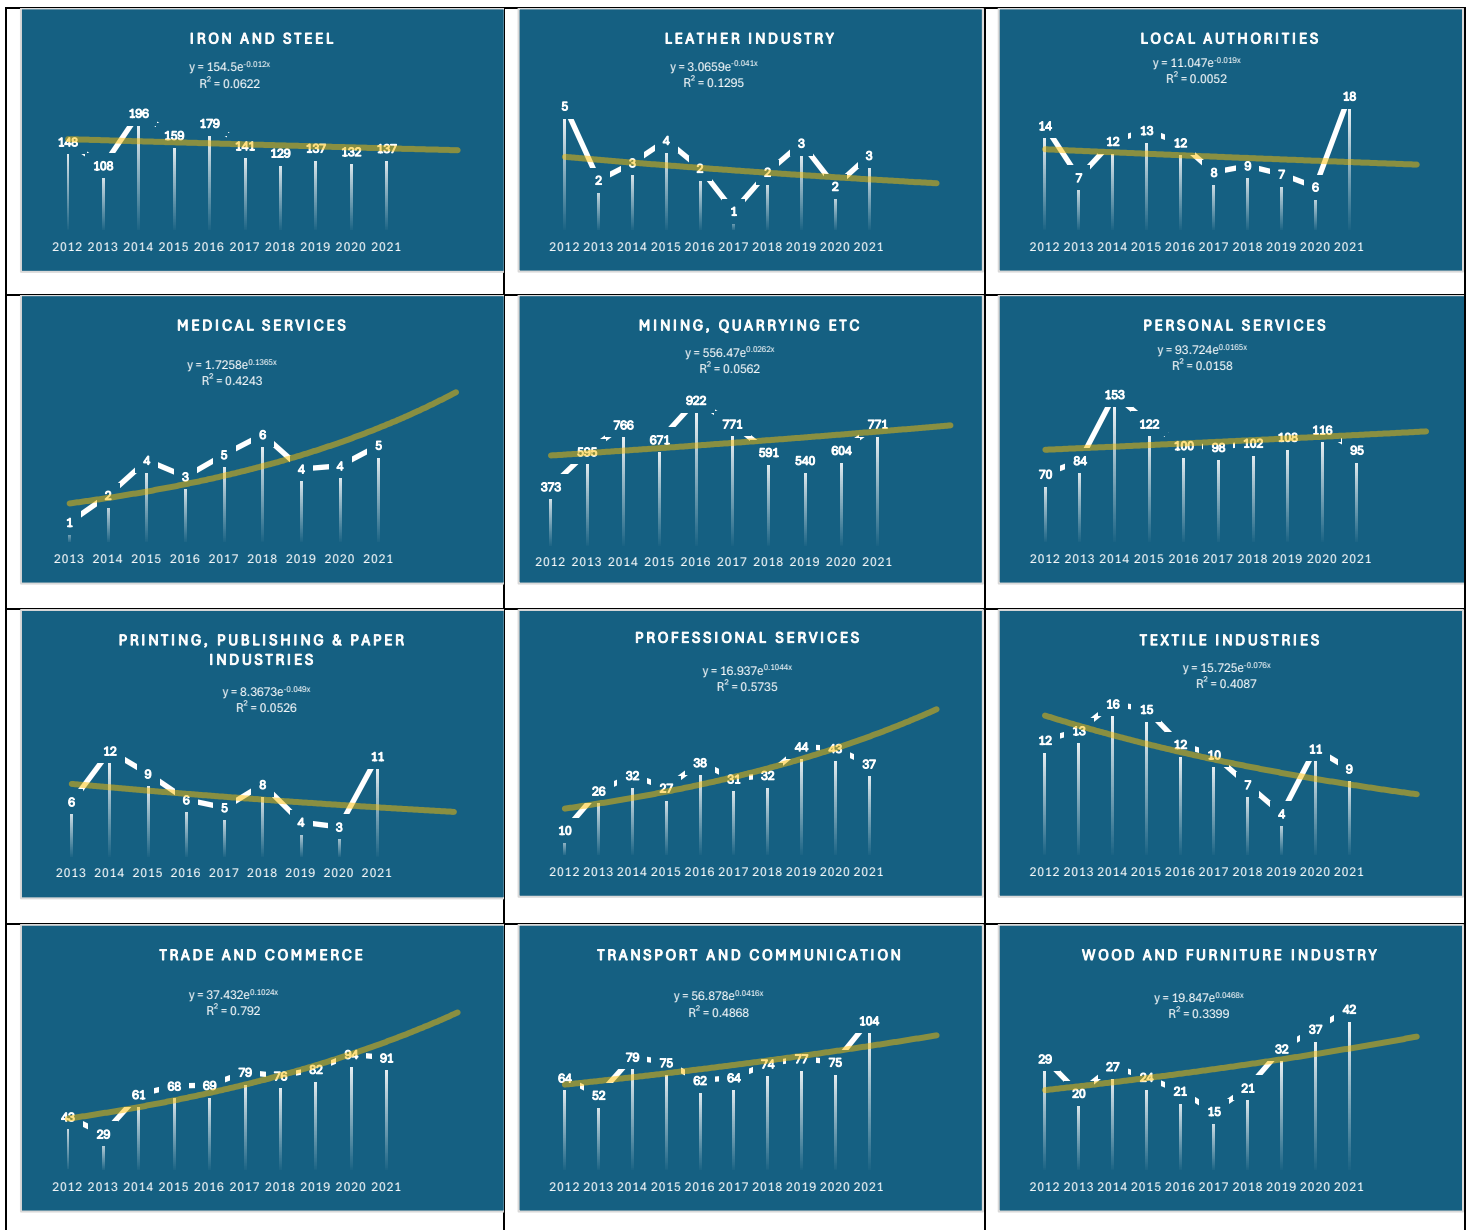 IRON AND STEEL
y = 154.5e^-0.012x
R² = 0.0622
148 108 196 159 179 141 129 137 132 137
2012 2013 2014 2015 2016 2017 2018 2019 2020 2021
LEATHER INDUSTRY
y = 3.0659e^-0.041x
R² = 0.1295
5 2 3 4 2 1 2 3 2 3
2012 2013 2014 2015 2016 2017 2018 2019 2020 2021
LOCAL AUTHORITIES
y = 11.047e^-0.019x
R² = 0.0052
14 7 12 13 12 8 9 7 6 18
2012 2013 2014 2015 2016 2017 2018 2019 2020 2021
MEDICAL SERVICES
y = 1.7258e^0.1365x
R² = 0.4243
1 2 4 3 5 6 4 4 5
2013 2014 2015 2016 2017 2018 2019 2020 2021
MINING, QUARRYING ETC
y = 556.47e^0.0262x
R² = 0.0562
373 595 766 671 922 771 591 540 604 771
2012 2013 2014 2015 2016 2017 2018 2019 2020 2021
PERSONAL SERVICES
y = 93.724e^0.0165x
R² = 0.0158
70 84 153 122 100 98 102 108 116 95
2012 2013 2014 2015 2016 2017 2018 2019 2020 2021
PRINTING, PUBLISHING & PAPER
INDUSTRIES
y = 8.3673e^-0.049x
R² = 0.0526
6 12 9 6 5 8 4 3 11
2013 2014 2015 2016 2017 2018 2019 2020 2021
PROFESSIONAL SERVICES
y = 16.937e^0.1044x
R² = 0.5735
10 26 32 27 38 31 32 44 43 37
2012 2013 2014 2015 2016 2017 2018 2019 2020 2021
TEXTILE INDUSTRIES
y = 15.725e^-0.076x
R² = 0.4087
12 13 16 15 12 10 7 4 11 9
2012 2013 2014 2015 2016 2017 2018 2019 2020 2021
TRADE AND COMMERCE
y = 37.432e^0.1024x
R² = 0.792
43 29 61 68 69 79 76 82 94 91
2012 2013 2014 2015 2016 2017 2018 2019 2020 2021
TRANSPORT AND COMMUNICATION
y = 56.878e^0.0416x
R² = 0.4868
64 52 79 75 62 64 74 77 75 104
2012 2013 2014 2015 2016 2017 2018 2019 2020 2021
WOOD AND FURNITURE INDUSTRY
y = 19.847e^0.0468x
R² = 0.3399
29 20 27 24 21 15 21 32 37 42
2012 2013 2014 2015 2016 2017 2018 2019 2020 2021